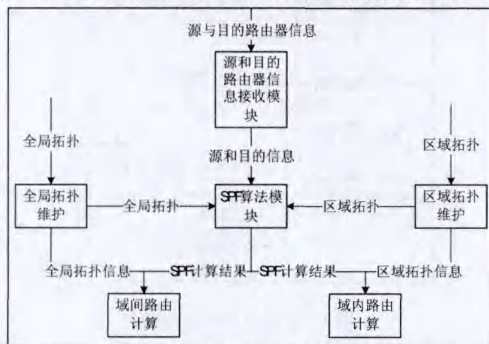 源与目的路由器信息
源和目的
路由器信
息接收模
块
全局拓扑
区域拓扑
源和目的信息
全局拓扑
维护
全局拓扑
SPF算法模
块
区域拓扑
区域拓扑
维护
全局拓扑信息
SPF计算结果
SPF计算结果
区域拓扑信息
域间路由
计算
域内路由
计算